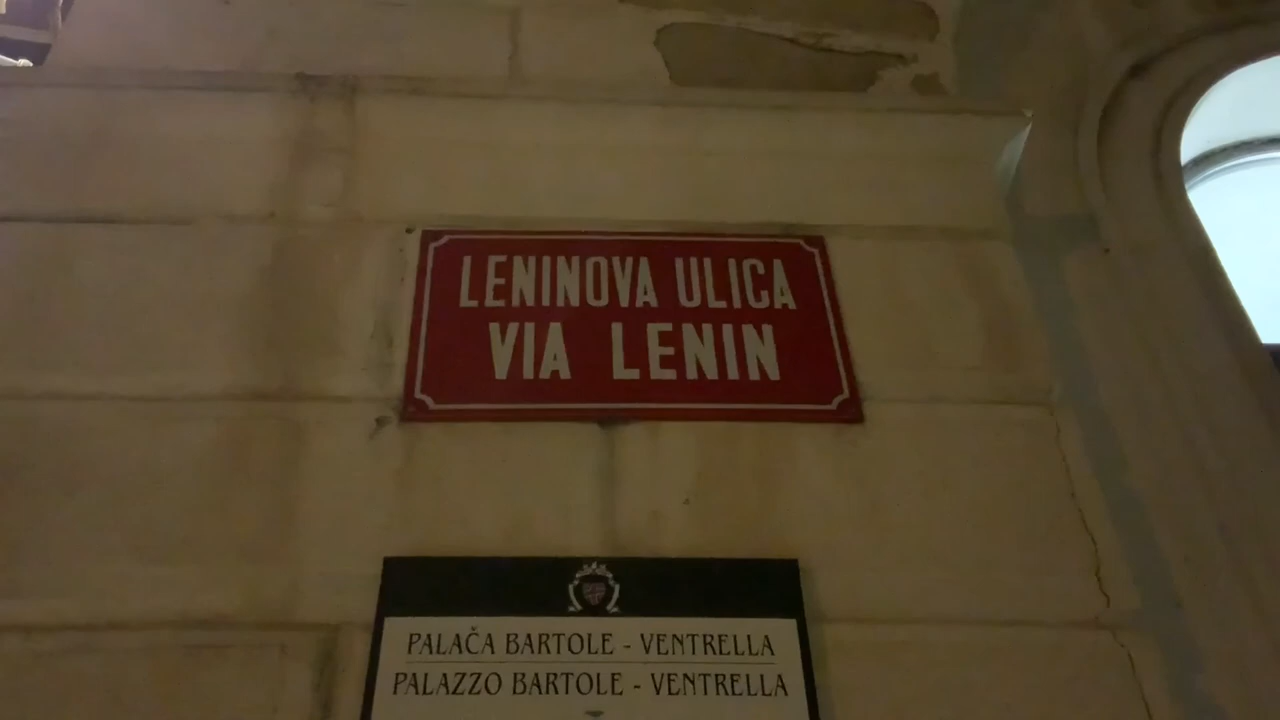 LENINOVA ULICA
VIA LENIN
PALAČA BARTOLE - VENTRELLA
PALAZZO BARTOLE - VENTRELLA